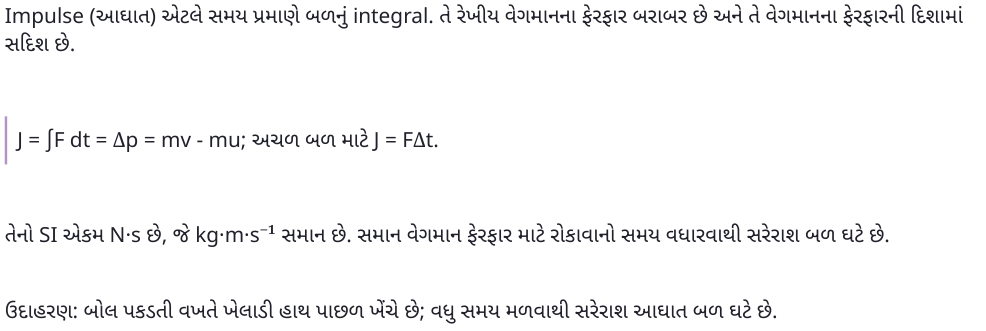 Impulse (આઘાત) એટલે સમય પ્રમાણે બળનું integral. તે રેખીય વેગમાનના ફેરફાર બરાબર છે અને તે વેગમાનના ફેરફારની દિશામાં
સદિશ છે.
J = ∫F dt = Δp = mv - mu; અચળ બળ માટે J = FΔt.
તેનો SI એકમ N·s છે, જે kg·m·s⁻¹ સમાન છે. સમાન વેગમાન ફેરફાર માટે રોકાવાનો સમય વધારવાથી સરેરાશ બળ ઘટે છે.
ઉદાહરણ: બોલ પકડતી વખતે ખેલાડી હાથ પાછળ ખેંચે છે; વધુ સમય મળવાથી સરેરાશ આઘાત બળ ઘટે છે.